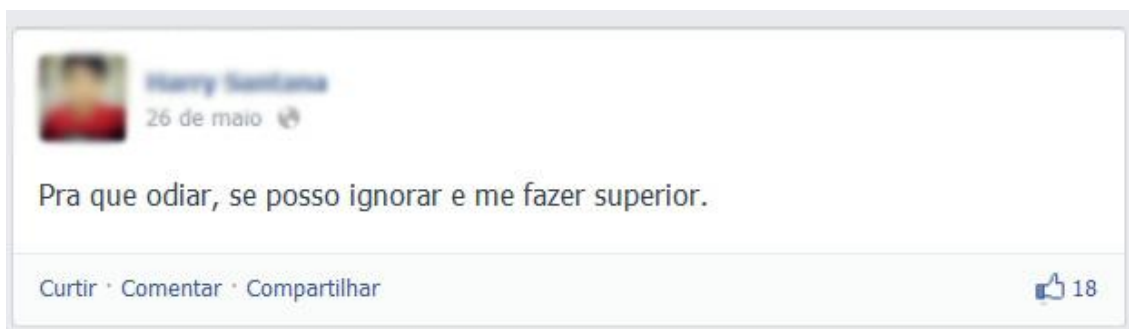 26 de maio
Pra que odiar, se posso ignorar e me fazer superior.
Curtir · Comentar · Compartilhar 18